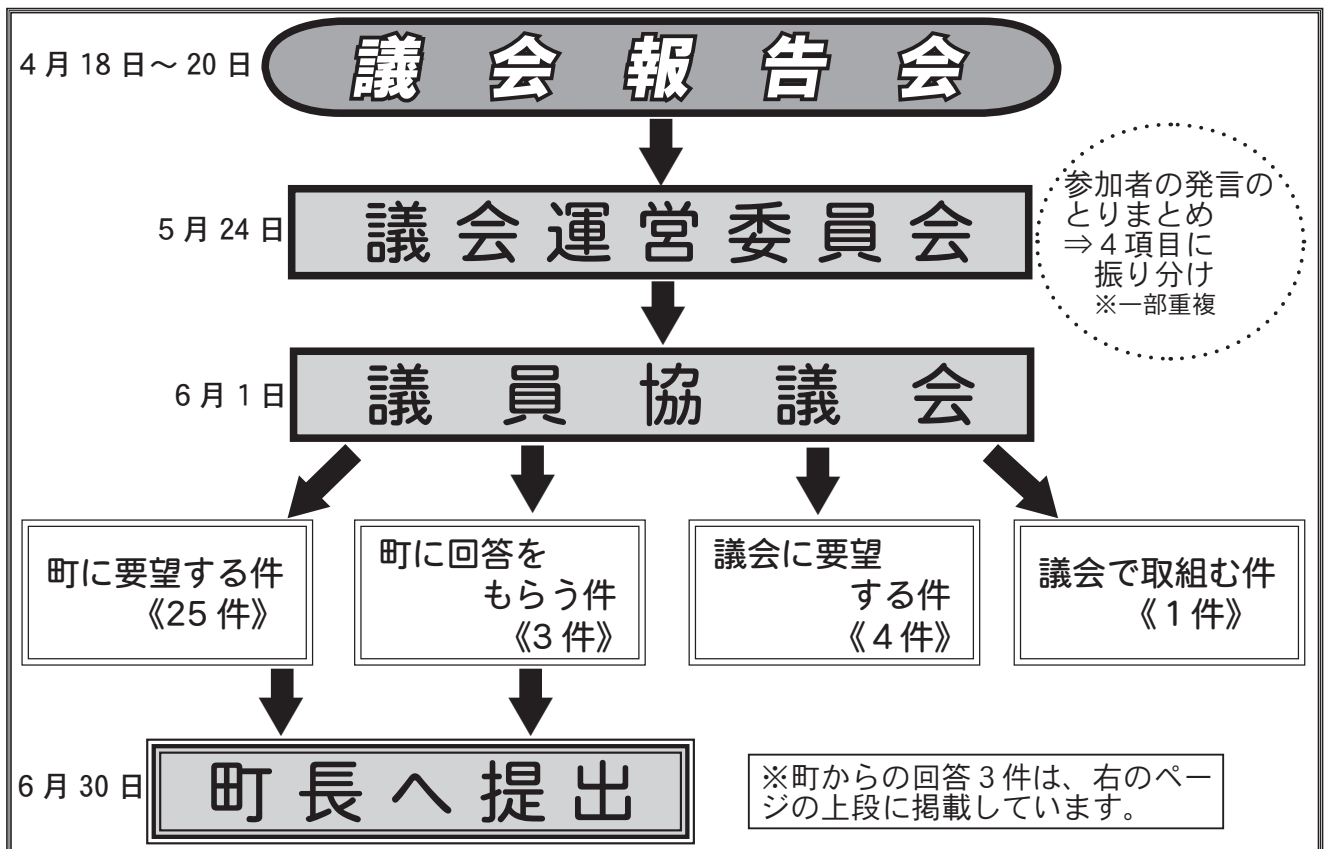 4月18日～20日
議会報告会
5月24日
議会運営委員会
参加者の発言の
とりまとめ
⇒4項目に
振り分け
※一部重複
6月1日
議員協議会
町に要望する件
《25件》
町に回答を
もらう件
《3件》
議会に要望
する件
《4件》
議会で取組む件
《1件》
6月30日
町長へ提出
※町からの回答3件は、右のペー
ジの上段に掲載しています。